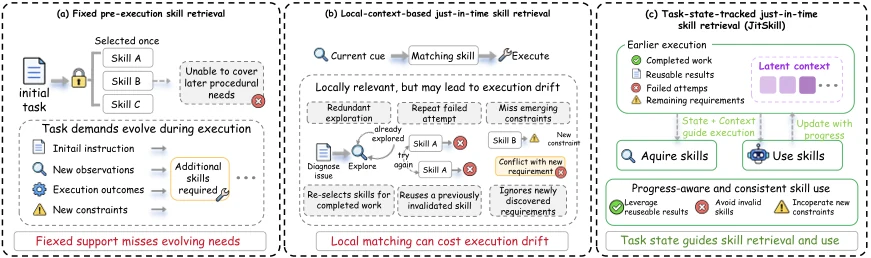 (a) Fixed pre-execution skill retrieval
Selected once
Skill A
Skill B
Skill C
initial
task
Unable to cover
later procedural
needs
Task demands evolve during execution
Initail instruction
New observations
Execution outcomes
New constraints
Additional
skills
required
Fiexed support misses evolving needs
(b) Local-context-based just-in-time skill retrieval
Current cue
Matching skill
Execute
Locally relevant, but may lead to execution drift
Redundant
exploration
Repeat failed
attempt
Miss emerging
constraints
already
explored
Diagnose
issue
Explore
try
again
Skill A
Skill A
Skill B
New
constraint
Conflict with new
requirement
Re-selects skills for
completed work
Reuses a previously
invalidated skill
Ignores newly
discovered
requirements
Local matching can cost execution drift
(c) Task-state-tracked just-in-time
skill retrieval (JitSkill)
Earlier execution
Completed work
Reusable results
Failed attemps
Remaining requirements
Latent context
State + Context
guide execution
Update with
progress
Aquire skills
Use skills
Progress-aware and consistent skill use
Leverage
reuseable results
Avoid invalid
skills
Incoperate new
constraints
Task state guides skill retrieval and use